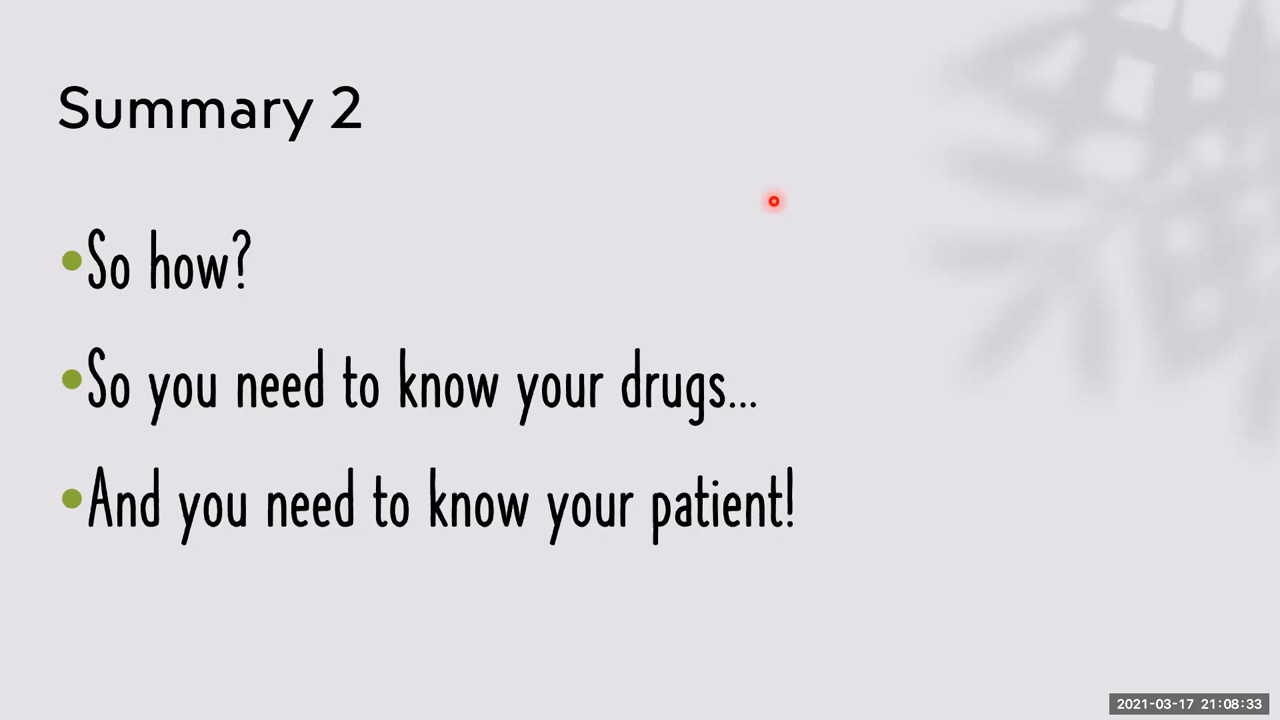 Summary 2
•So how?
•So you need to know your drugs...
•And you need to know your patient!
2021-03-17 21:08:33